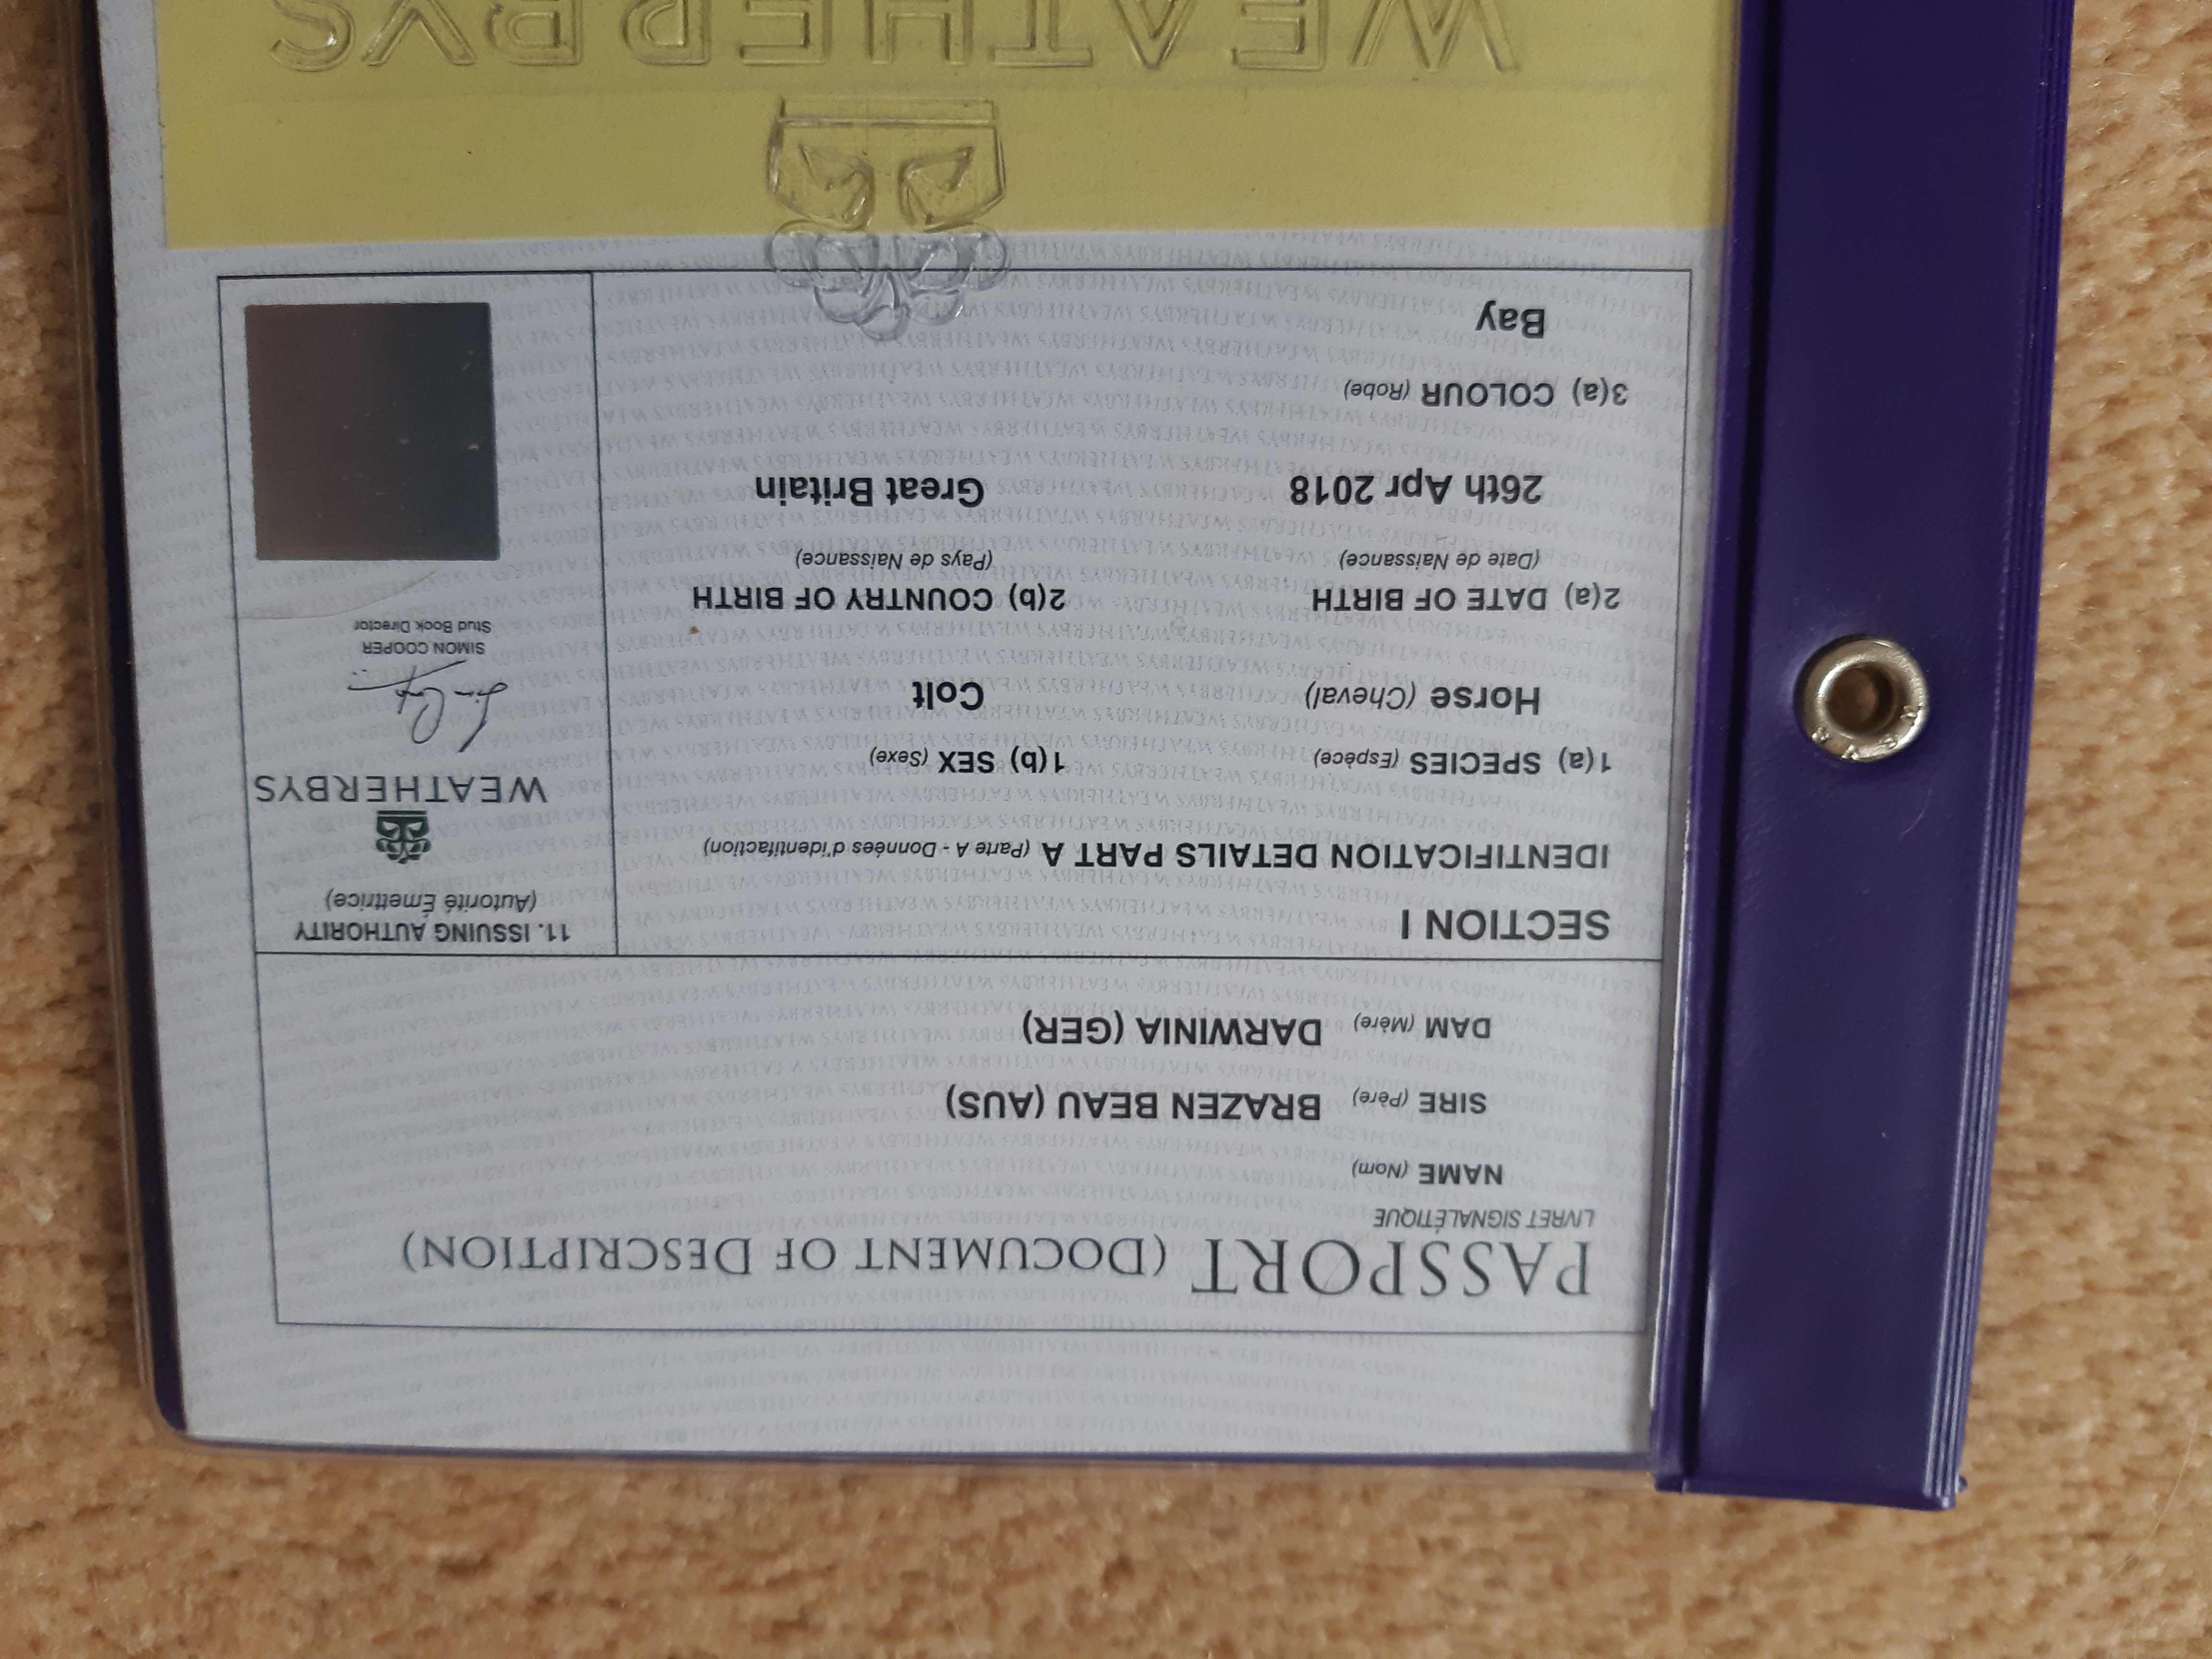 PASSPORT (DOCUMENT OF DESCRIPTION)
LIVRET SIGNALÉTIQUE
NAME (Nom)
SIRE (Père) BRAZEN BEAU (AUS)
DAM (Mère) DARWINIA (GER)
SECTION I
IDENTIFICATION DETAILS PART A (Parte A - Données d'identifaction)
1(a) SPECIES (Espèce) 1(b) SEX (Sexe)
Horse (Cheval) Colt
2(a) DATE OF BIRTH 2(b) COUNTRY OF BIRTH
(Date de Naissance) (Pays de Naissance)
26th Apr 2018 Great Britain
3(a) COLOUR (Robe)
Bay
11. ISSUING AUTHORITY
(Autorité Émettrice)
WEATHERBYS
SIMON COOPER
Stud Book Director
WEATHERBYS